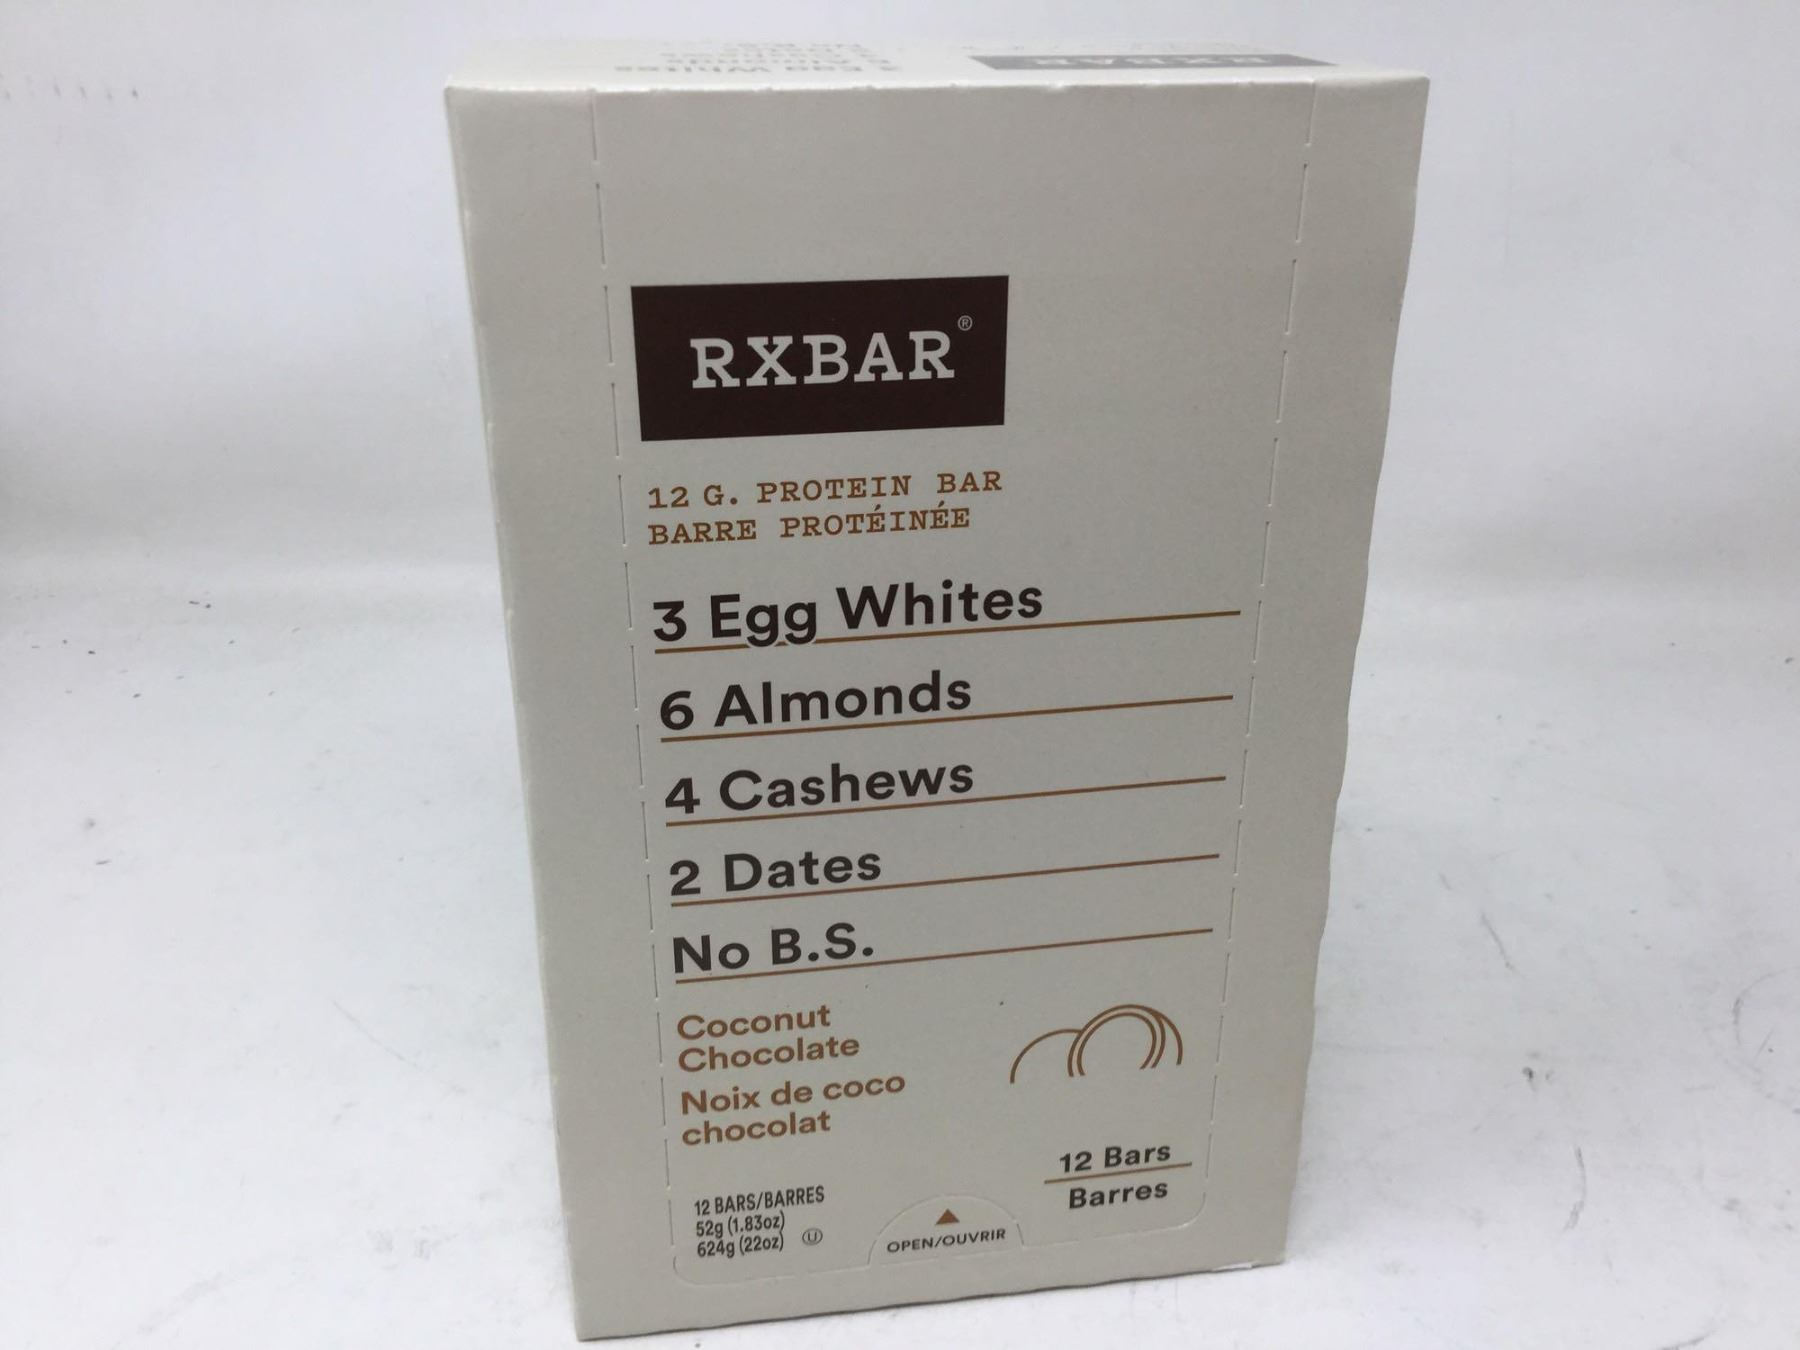 RXBAR
RXBAR®
12 G. PROTEIN BAR
BARRE PROTÉINÉE
3 Egg Whites
6 Almonds
4 Cashews
2 Dates
No B.S.
Coconut
Chocolate
Noix de coco
chocolat
12 Bars
Barres
12 BARS/BARRES
52g (1.83oz)
624g (22oz) U
OPEN/OUVRIR